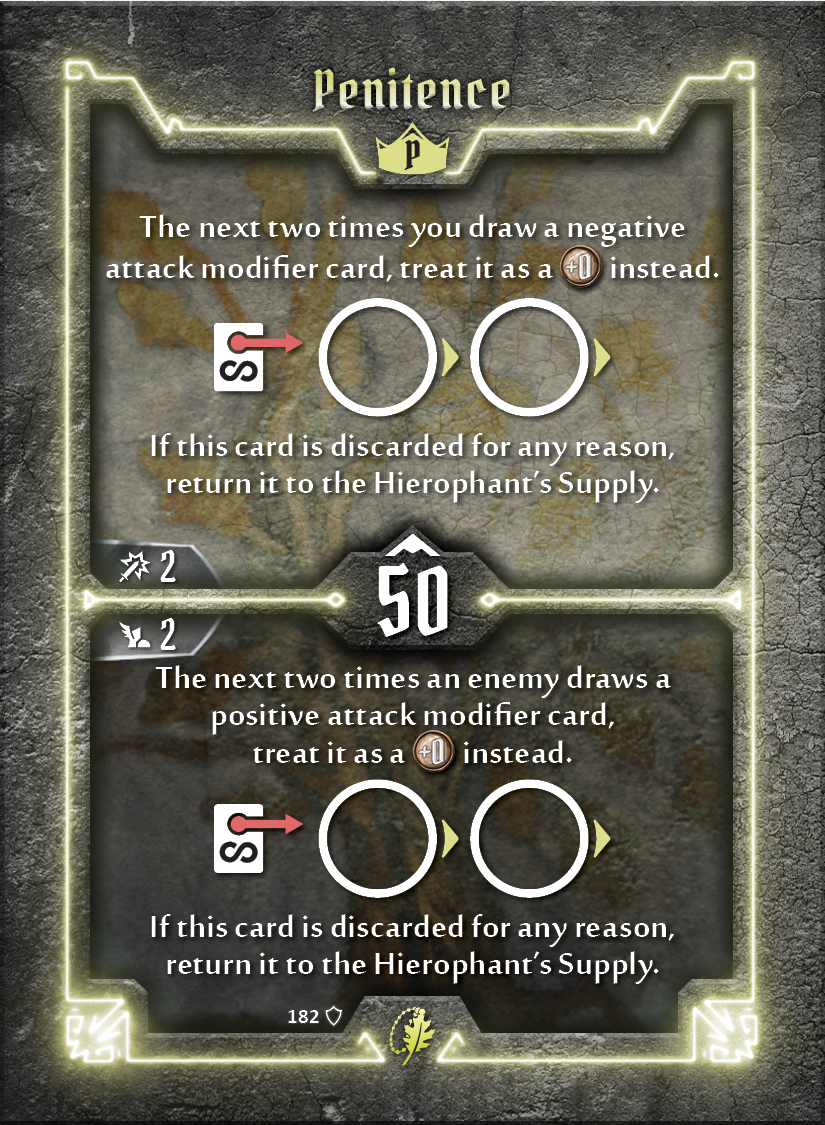 Penitence
P
The next two times you draw a negative
attack modifier card, treat it as a +0 instead.
If this card is discarded for any reason,
return it to the Hierophant's Supply.
2
50
2
The next two times an enemy draws a
positive attack modifier card,
treat it as a +0 instead.
If this card is discarded for any reason,
return it to the Hierophant's Supply.
182